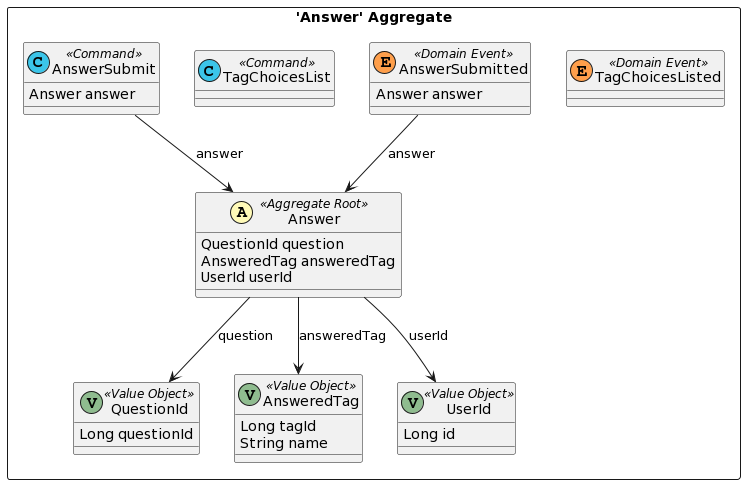 'Answer' Aggregate
C
«Command»
AnswerSubmit
Answer answer
C
«Command»
TagChoicesList
E
«Domain Event»
AnswerSubmitted
Answer answer
E
«Domain Event»
TagChoicesListed
answer
answer
A
«Aggregate Root»
Answer
QuestionId question
AnsweredTag answeredTag
UserId userId
question
answeredTag
userId
V
«Value Object»
QuestionId
Long questionId
V
«Value Object»
AnsweredTag
Long tagId
String name
V
«Value Object»
UserId
Long id